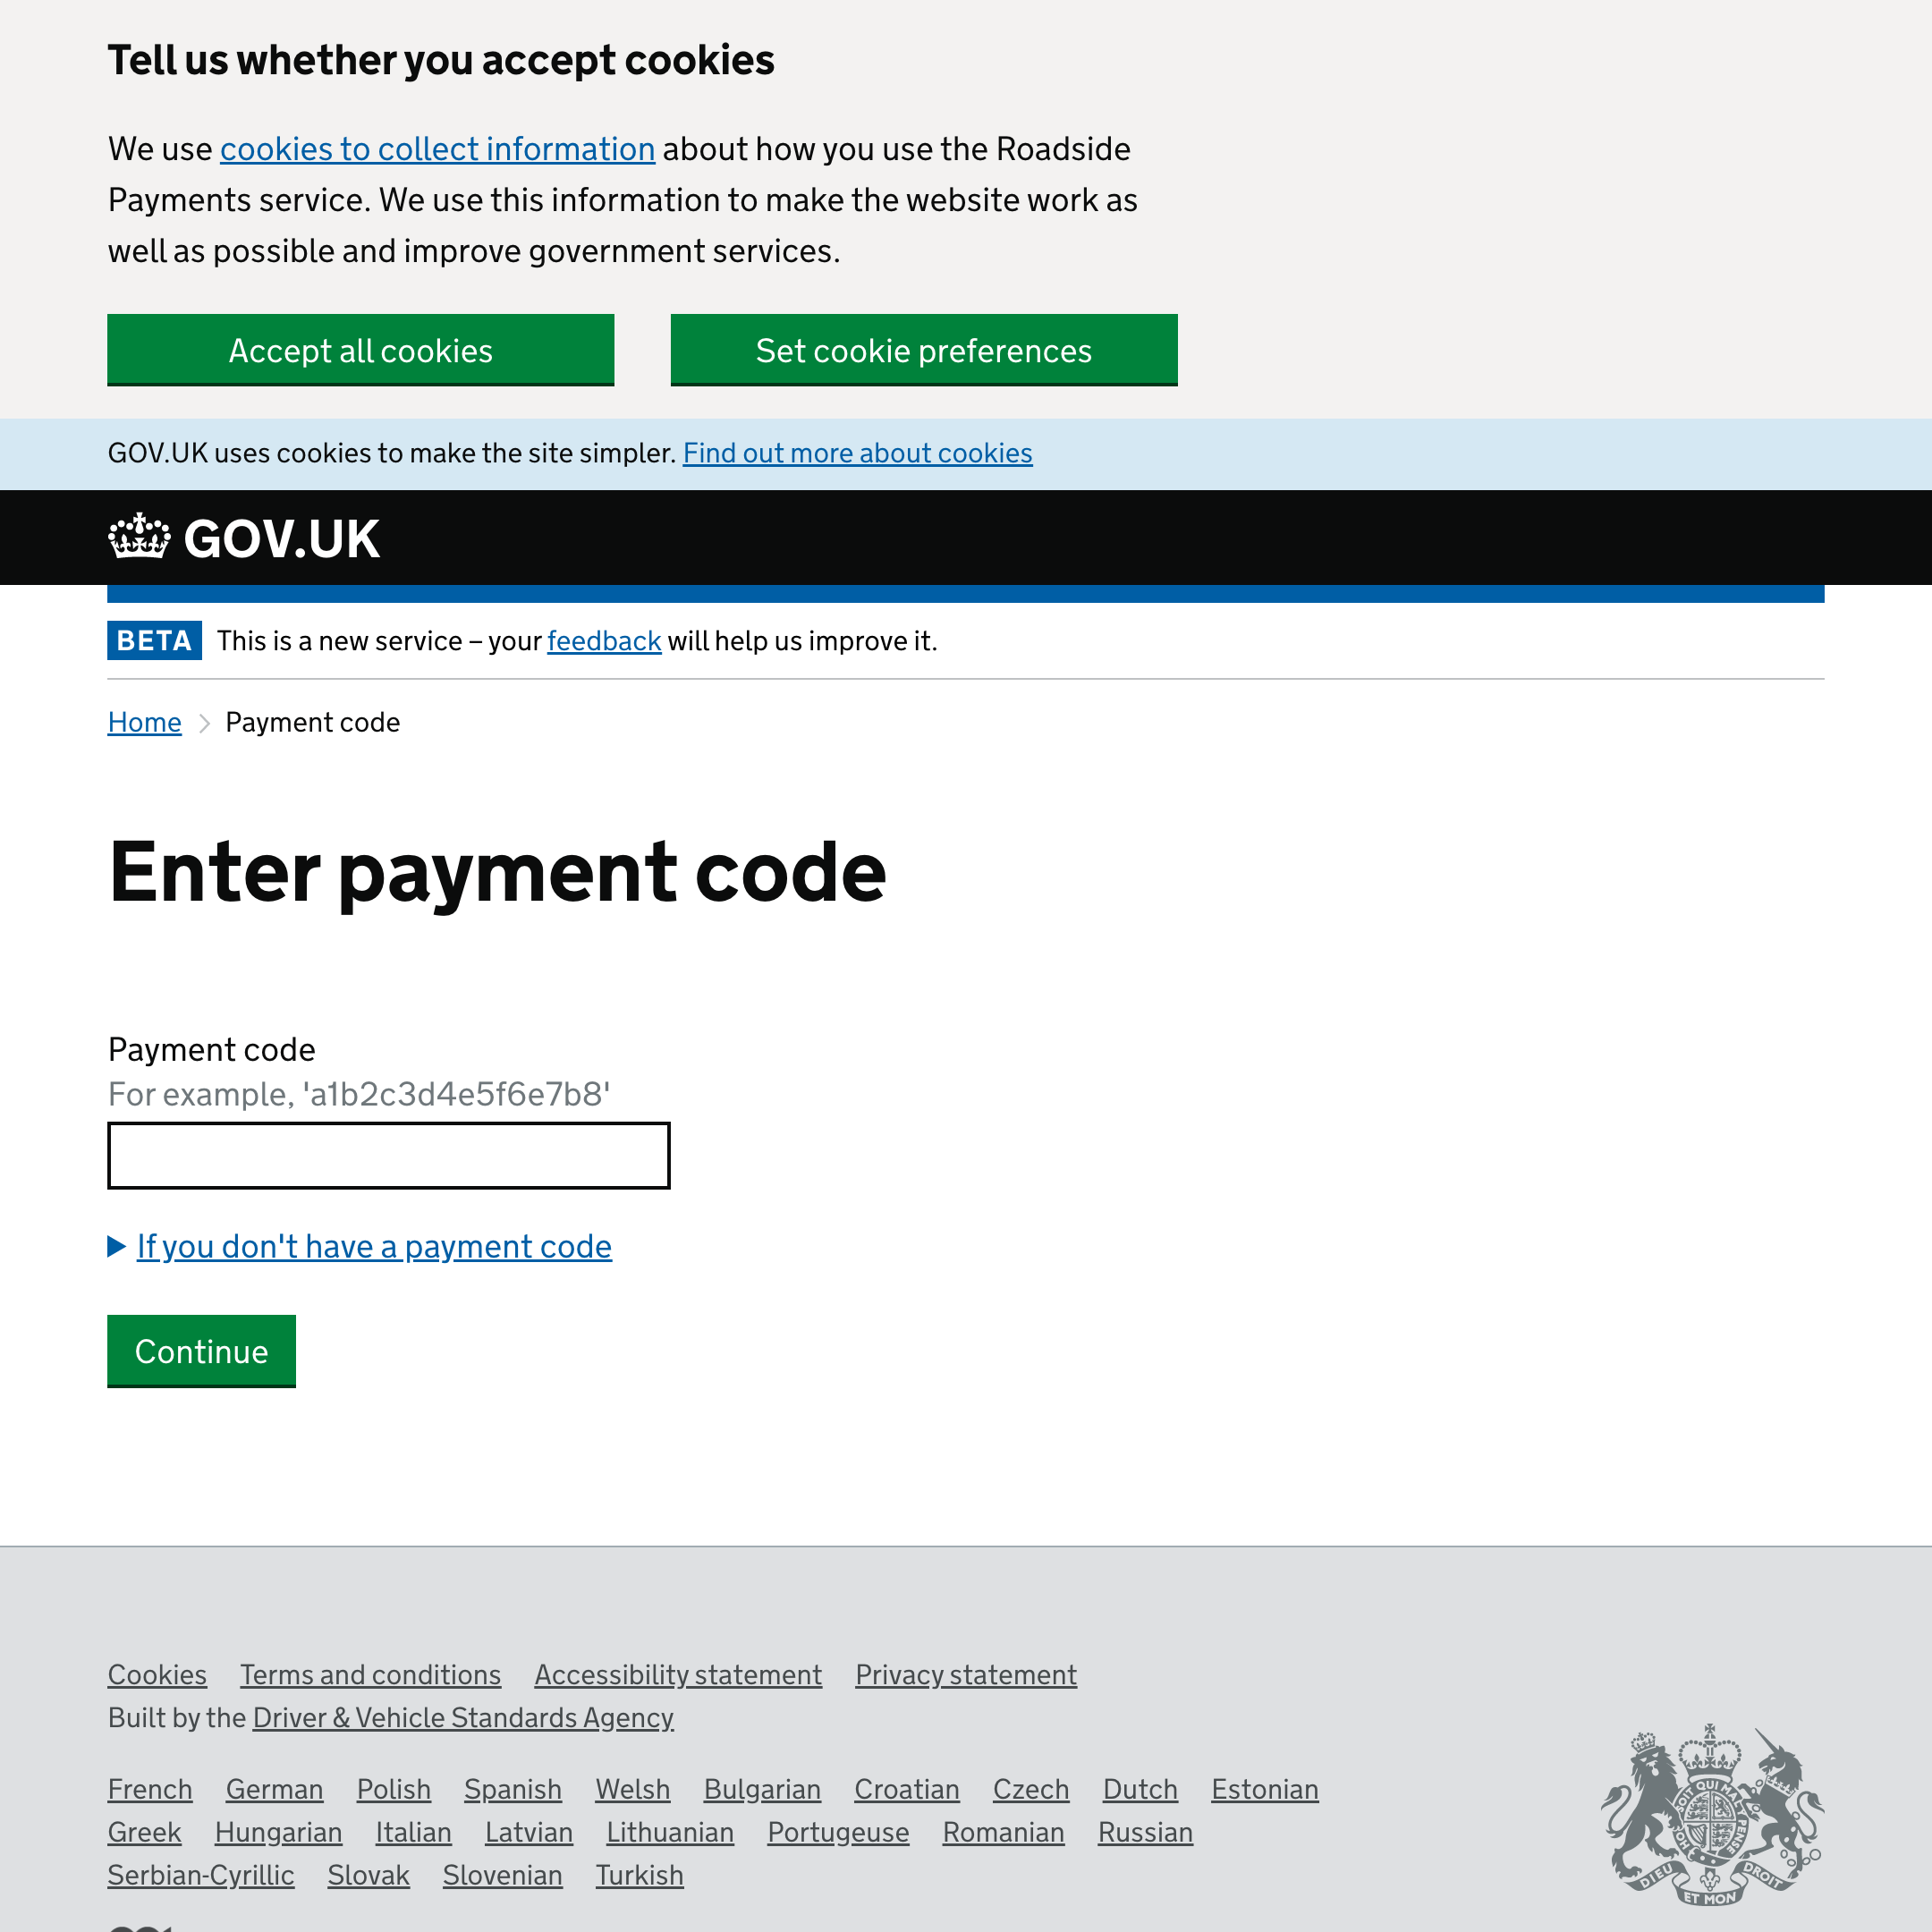 Tell us whether you accept cookies
We use cookies to collect information about how you use the Roadside
Payments service. We use this information to make the website work as
well as possible and improve government services.
Accept all cookies Set cookie preferences
GOV.UK uses cookies to make the site simpler. Find out more about cookies
GOV.UK
BETA This is a new service – your feedback will help us improve it.
Home Payment code
Enter payment code
Payment code
For example, 'a1b2c3d4e5f6e7b8'
If you don't have a payment code
Continue
Cookies Terms and conditions Accessibility statement Privacy statement
Built by the Driver & Vehicle Standards Agency
French German Polish Spanish Welsh Bulgarian Croatian Czech Dutch Estonian
Greek Hungarian Italian Latvian Lithuanian Portugeuse Romanian Russian
Serbian-Cyrillic Slovak Slovenian Turkish
DIEU ET MON DROIT